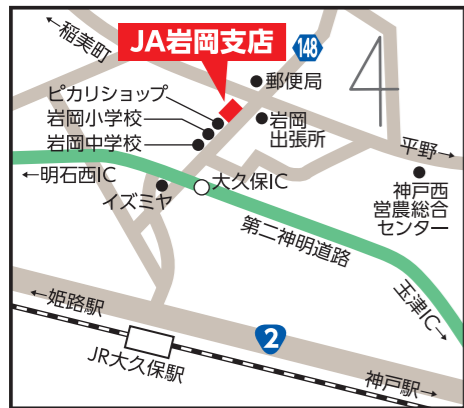 ←稲美町
JA岩岡支店
148
郵便局
ピカリショップ
岩岡小学校
岩岡中学校
岩岡
出張所
4
平野→
←明石西IC
大久保IC
イズミヤ
神戸西
営農総合
センター
第二神明道路
玉津IC→
←姫路駅
2
JR大久保駅
神戸駅→